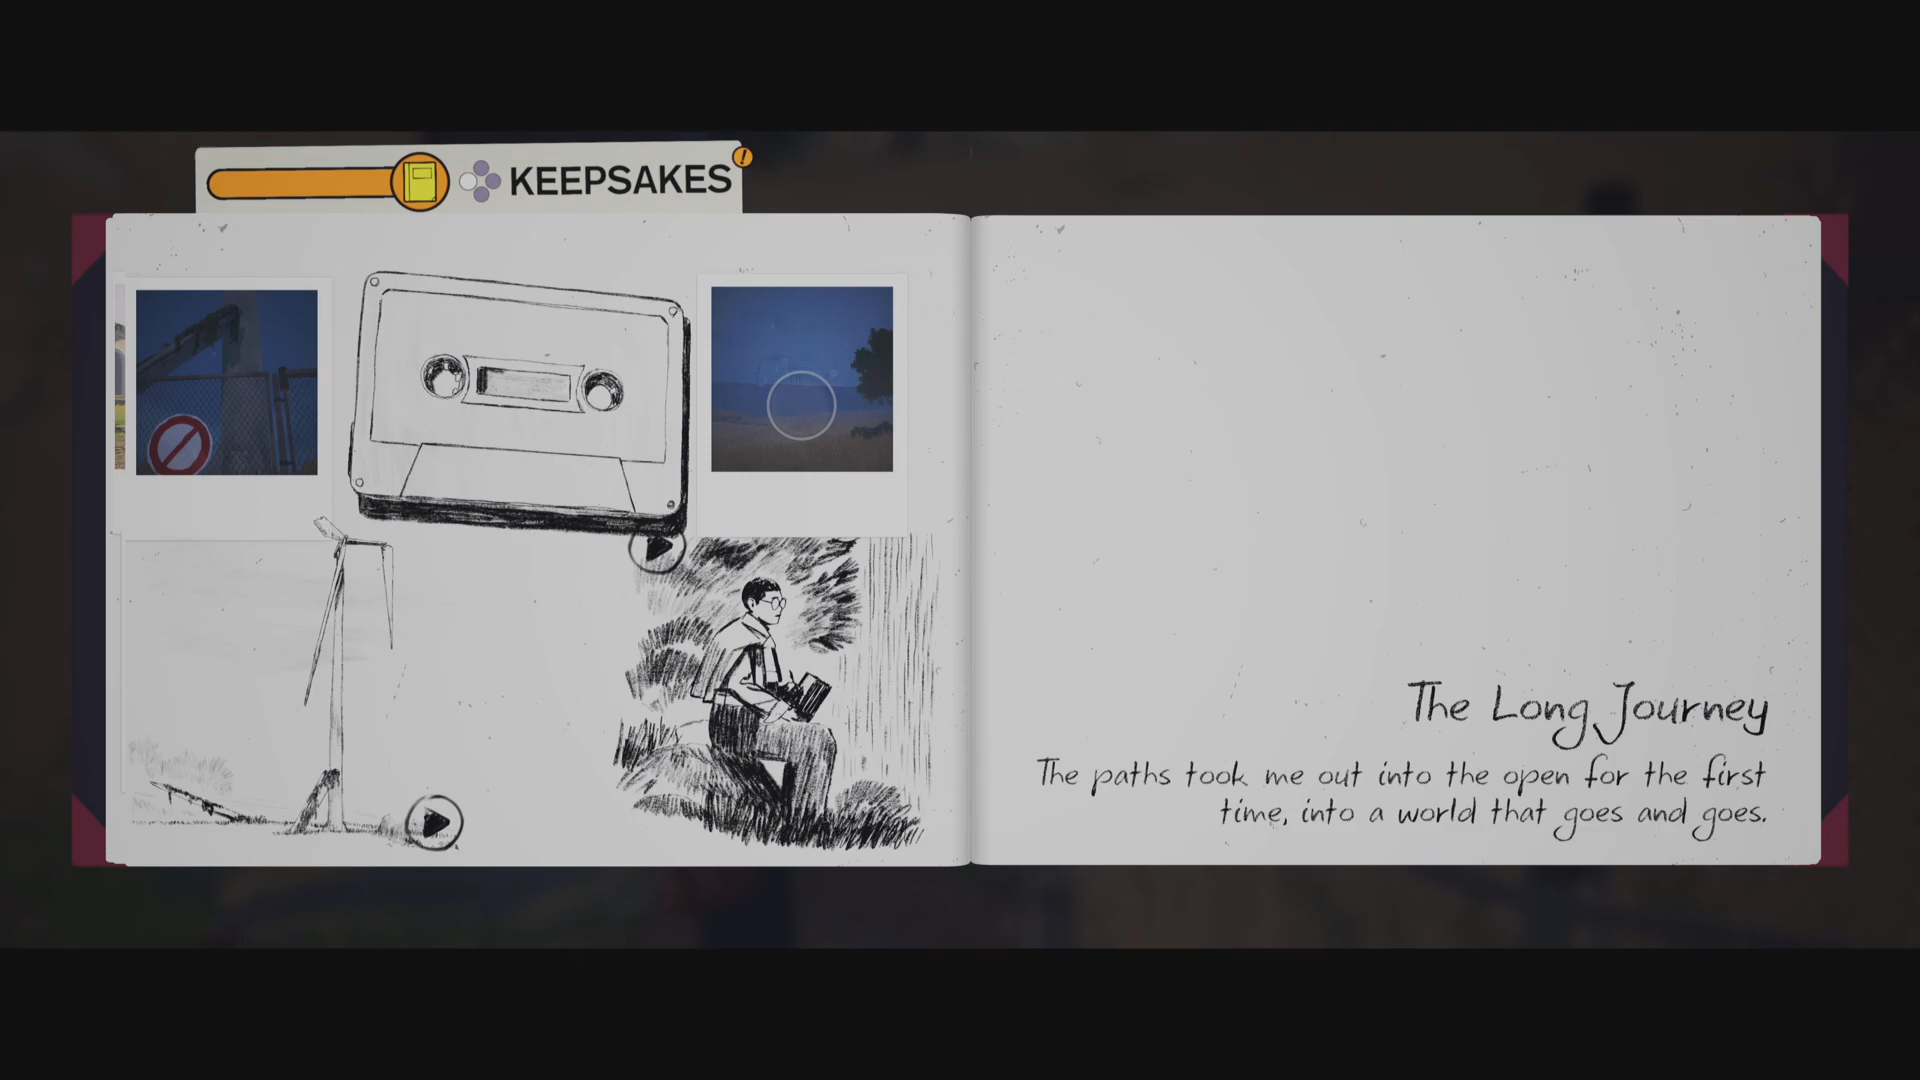 KEEPSAKES
The Long Journey
The paths took me out into the open for the first
time, into a world that goes and goes.